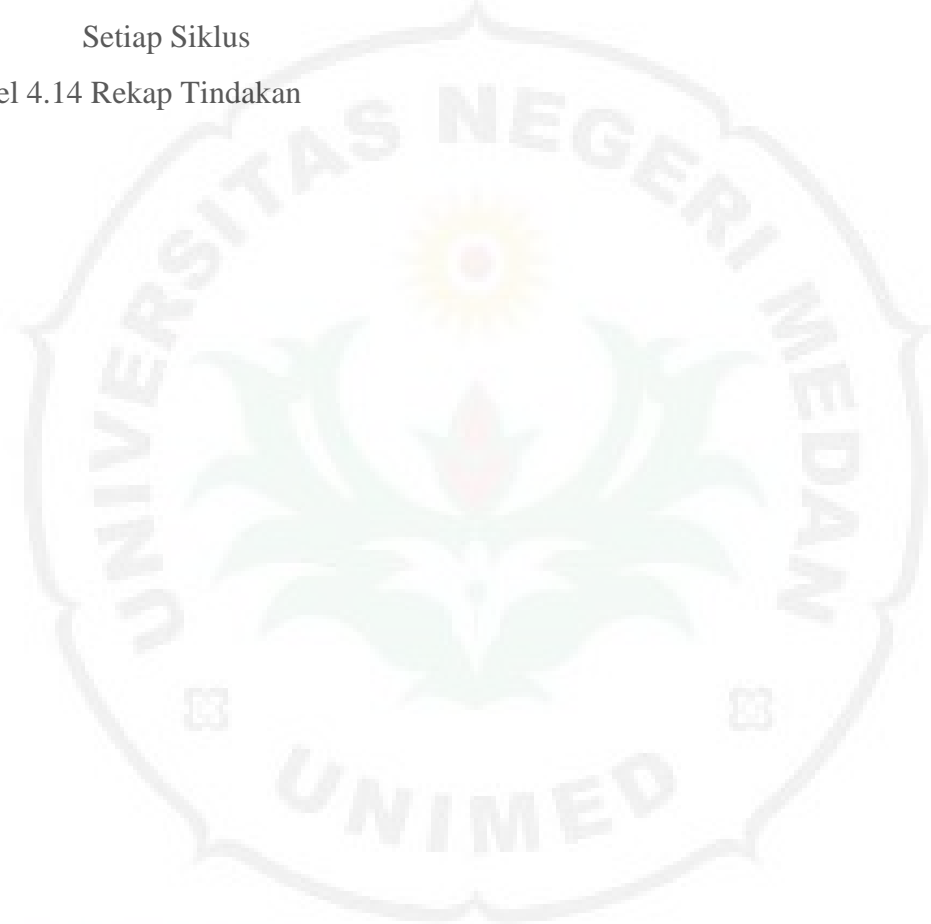 Setiap Siklus
el 4.14 Rekap Tindakan
UNIVERSITAS NEGERI MEDAN
UNIMED